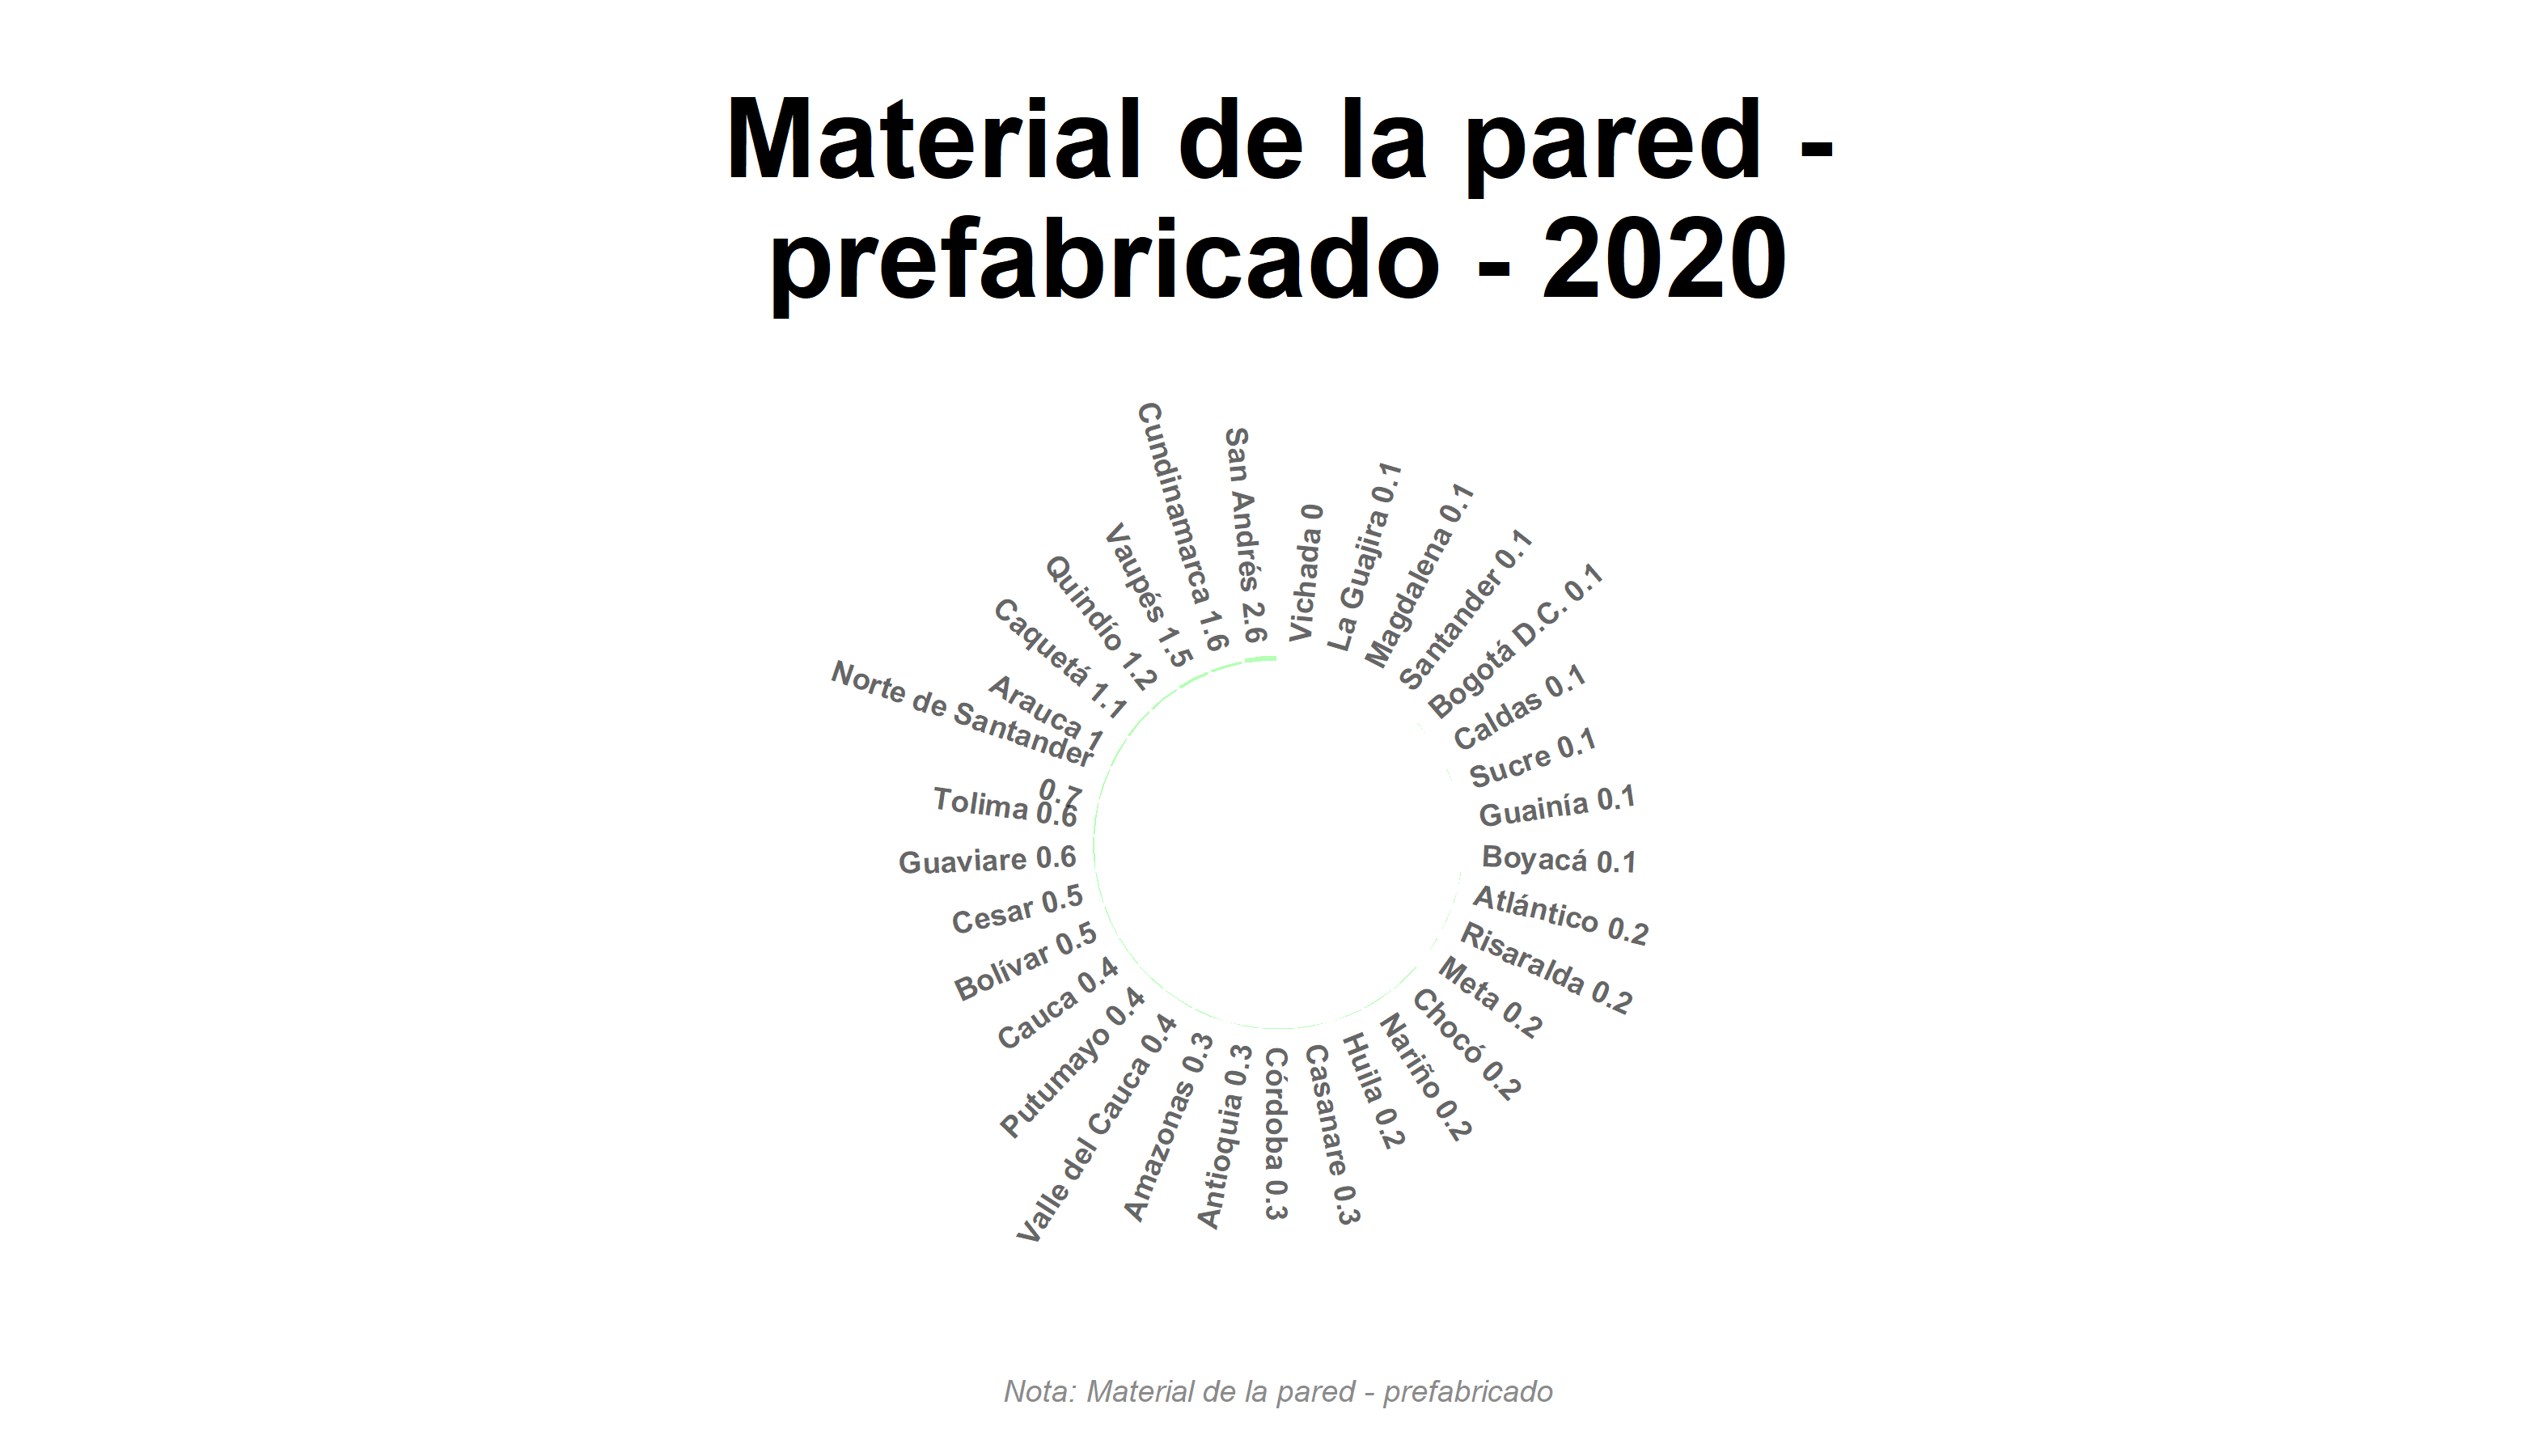 Material de la pared -
prefabricado - 2020
Vichada 0
La Guajira 0.1
Magdalena 0.1
Santander 0.1
Bogotá D.C. 0.1
Caldas 0.1
Sucre 0.1
Guainía 0.1
Boyacá 0.1
Atlántico 0.2
Risaralda 0.2
Meta 0.2
Chocó 0.2
Nariño 0.2
Huila 0.2
Casanare 0.3
Córdoba 0.3
Antioquia 0.3
Amazonas 0.3
Valle del Cauca 0.4
Putumayo 0.4
Cauca 0.4
Bolívar 0.5
Cesar 0.5
Guaviare 0.6
Tolima 0.6
Norte de Santander
0.7
Arauca 1
Caquetá 1.1
Quindío 1.2
Vaupés 1.5
Cundinamarca 1.6
San Andrés 2.6
Nota: Material de la pared - prefabricado